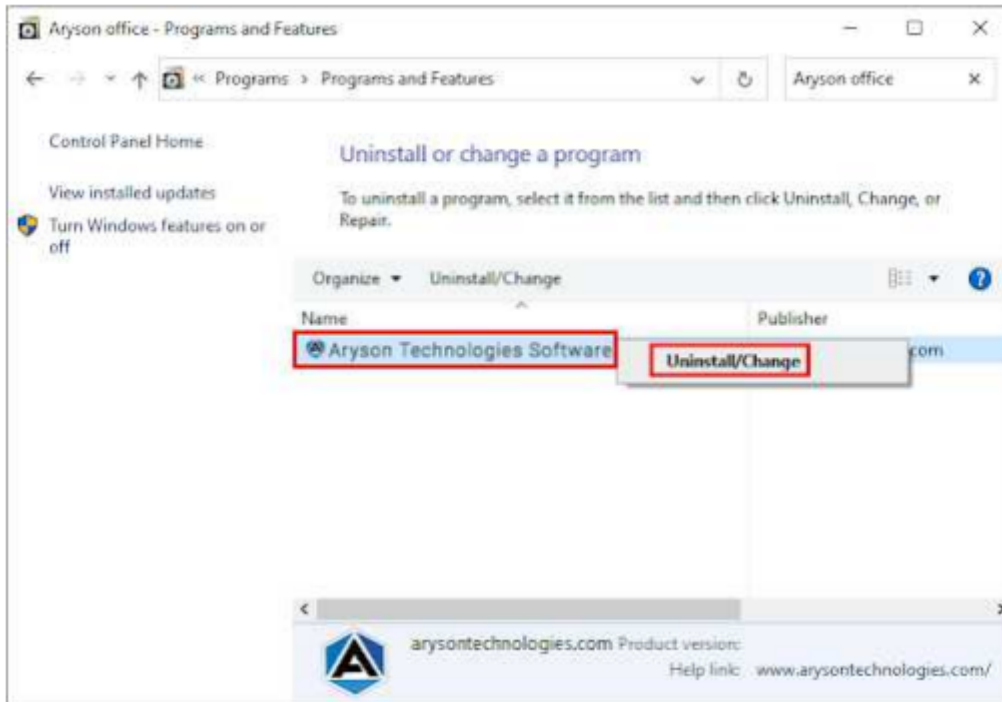 Aryson office - Programs and Features
« Programs > Programs and Features
Aryson office
Control Panel Home
View installed updates
Turn Windows features on or
off
Uninstall or change a program
To uninstall a program, select it from the list and then click Uninstall, Change, or
Repair.
Organize
Uninstall/Change
Name
Publisher
Aryson Technologies Software
Uninstall/Change
com
arysontechnologies.com Product version:
Help link: www.arysontechnologies.com/